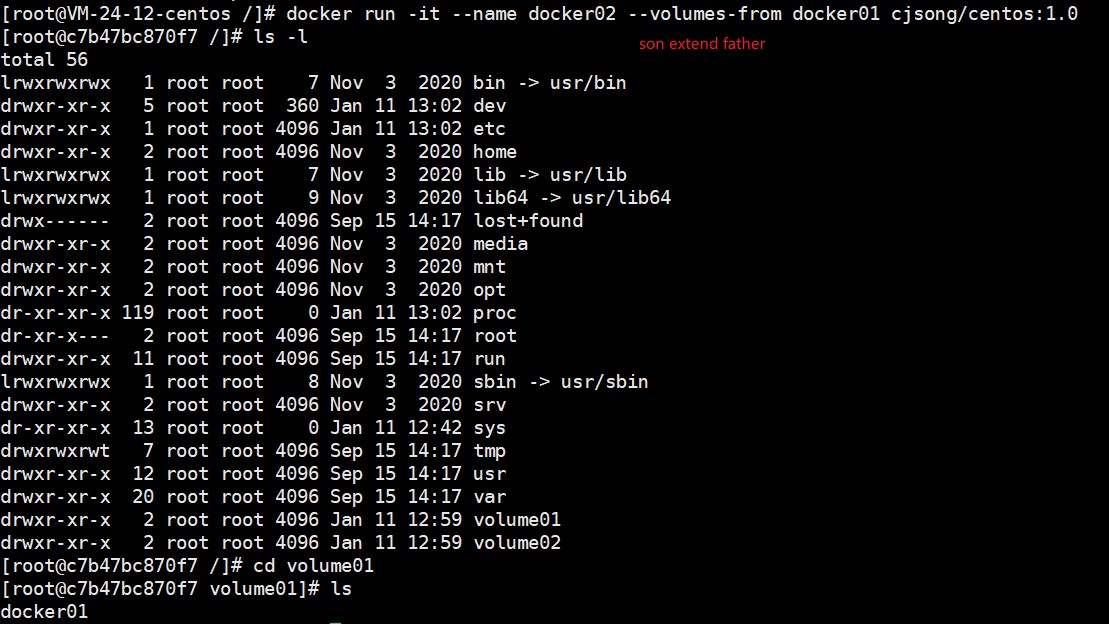 [root@VM-24-12-centos /]# docker run -it --name docker02 --volumes-from docker01 cjsong/centos:1.0
[root@c7b47bc870f7 /]# ls -l
son extend father
total 56
lrwxrwxrwx   1 root root    7 Nov  3  2020 bin -> usr/bin
drwxr-xr-x   5 root root  360 Jan 11 13:02 dev
drwxr-xr-x   1 root root 4096 Jan 11 13:02 etc
drwxr-xr-x   2 root root 4096 Nov  3  2020 home
lrwxrwxrwx   1 root root    7 Nov  3  2020 lib -> usr/lib
lrwxrwxrwx   1 root root    9 Nov  3  2020 lib64 -> usr/lib64
drwx------   2 root root 4096 Sep 15 14:17 lost+found
drwxr-xr-x   2 root root 4096 Nov  3  2020 media
drwxr-xr-x   2 root root 4096 Nov  3  2020 mnt
drwxr-xr-x   2 root root 4096 Nov  3  2020 opt
dr-xr-xr-x 119 root root    0 Jan 11 13:02 proc
dr-xr-x---   2 root root 4096 Sep 15 14:17 root
drwxr-xr-x  11 root root 4096 Sep 15 14:17 run
lrwxrwxrwx   1 root root    8 Nov  3  2020 sbin -> usr/sbin
drwxr-xr-x   2 root root 4096 Nov  3  2020 srv
dr-xr-xr-x  13 root root    0 Jan 11 12:42 sys
drwxrwxrwt   7 root root 4096 Sep 15 14:17 tmp
drwxr-xr-x  12 root root 4096 Sep 15 14:17 usr
drwxr-xr-x  20 root root 4096 Sep 15 14:17 var
drwxr-xr-x   2 root root 4096 Jan 11 12:59 volume01
drwxr-xr-x   2 root root 4096 Jan 11 12:59 volume02
[root@c7b47bc870f7 /]# cd volume01
[root@c7b47bc870f7 volume01]# ls
docker01